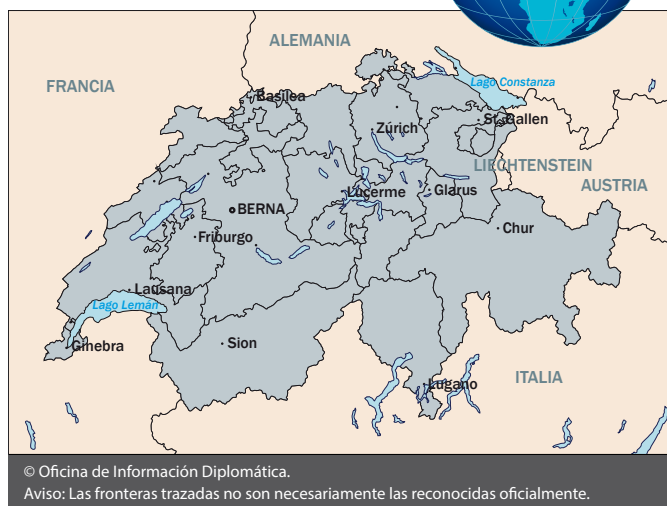 ALEMANIA
FRANCIA
Lago Constanza
Basilea
Zúrich
St. Gallen
LIECHTENSTEIN
AUSTRIA
Lucerme
Glarus
BERNA
Chur
Friburgo
Lausana
Lago Lemán
Ginebra
Sion
Lugano
ITALIA
© Oficina de Información Diplomática.
Aviso: Las fronteras trazadas no son necesariamente las reconocidas oficialmente.